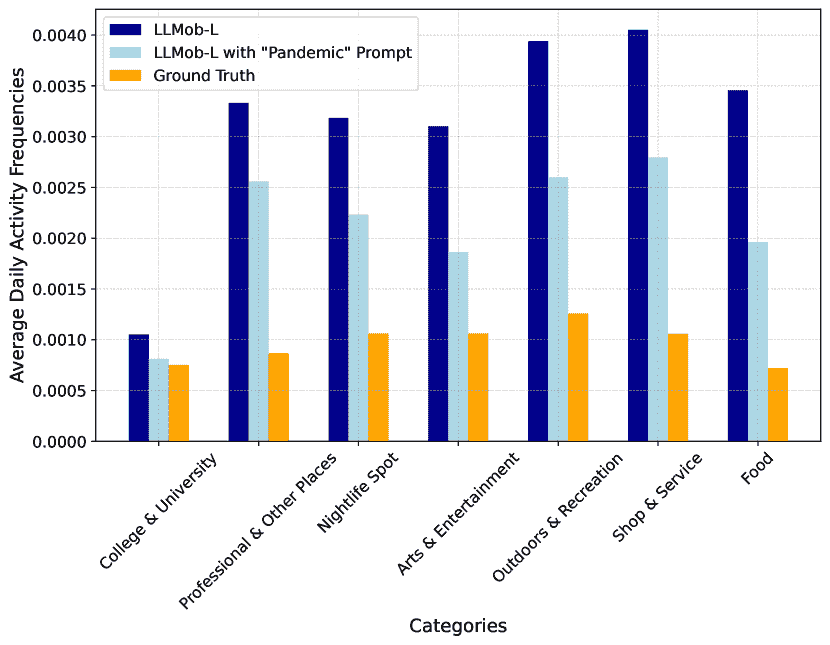 LLMob-L
LLMob-L with "Pandemic" Prompt
Ground Truth
Average Daily Activity Frequencies
0.0040
0.0035
0.0030
0.0025
0.0020
0.0015
0.0010
0.0005
0.0000
College & University
Professional & Other Places
Nightlife Spot
Arts & Entertainment
Outdoors & Recreation
Shop & Service
Food
Categories